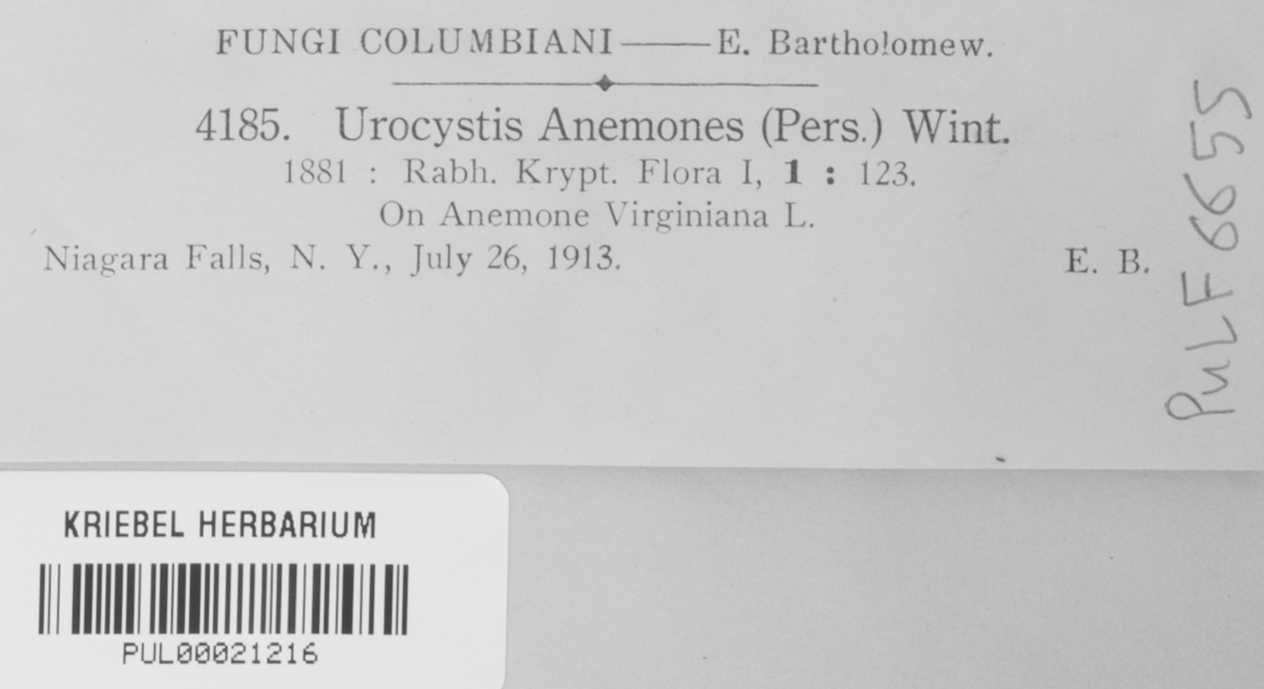 FUNGI COLUMBIANI——E. Bartholomew.
4185. Urocystis Anemones (Pers.) Wint.
1881 : Rabh. Krypt. Flora I, 1 : 123.
On Anemone Virginiana L.
Niagara Falls, N. Y., July 26, 1913. E. B.
PuLF6655
KRIEBEL HERBARIUM
PUL00021216